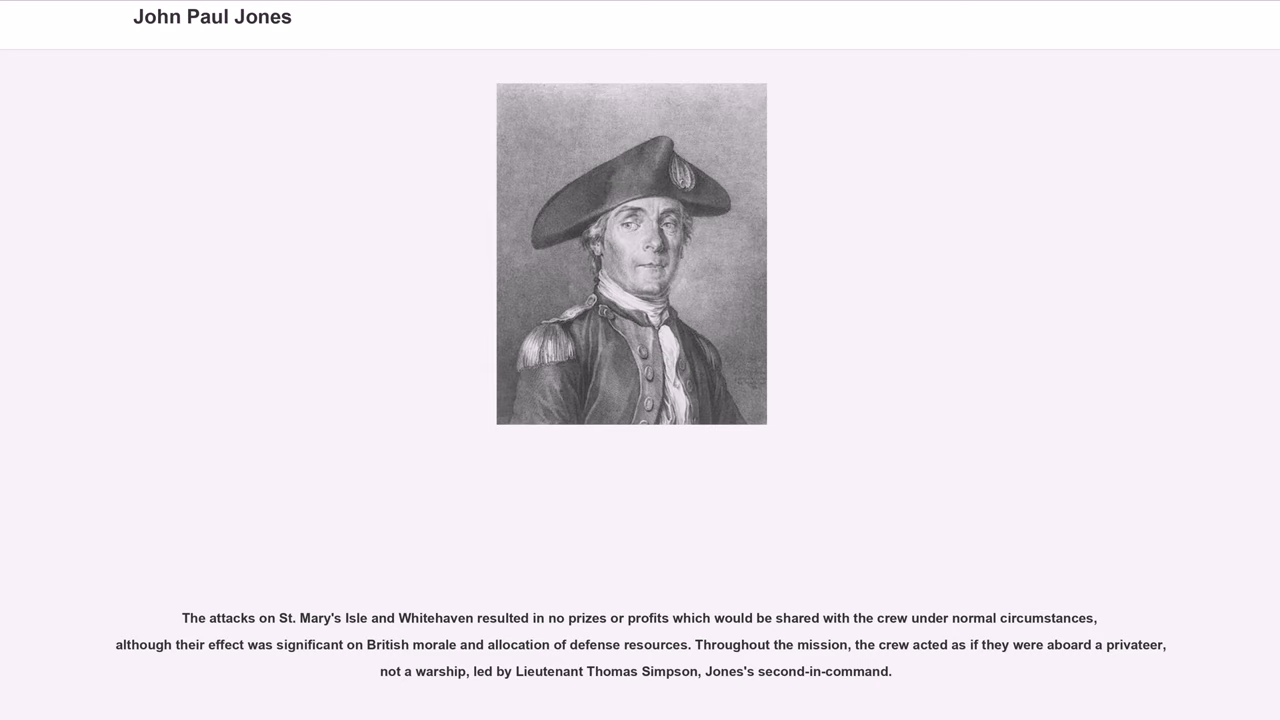 John Paul Jones
The attacks on St. Mary's Isle and Whitehaven resulted in no prizes or profits which would be shared with the crew under normal circumstances,
although their effect was significant on British morale and allocation of defense resources. Throughout the mission, the crew acted as if they were aboard a privateer,
not a warship, led by Lieutenant Thomas Simpson, Jones's second-in-command.